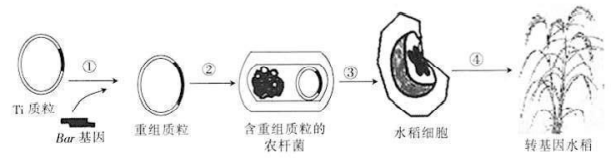 ① ② ③ ④
Ti 质粒
Bar 基因
重组质粒
含重组质粒的
农杆菌
水稻细胞
转基因水稻